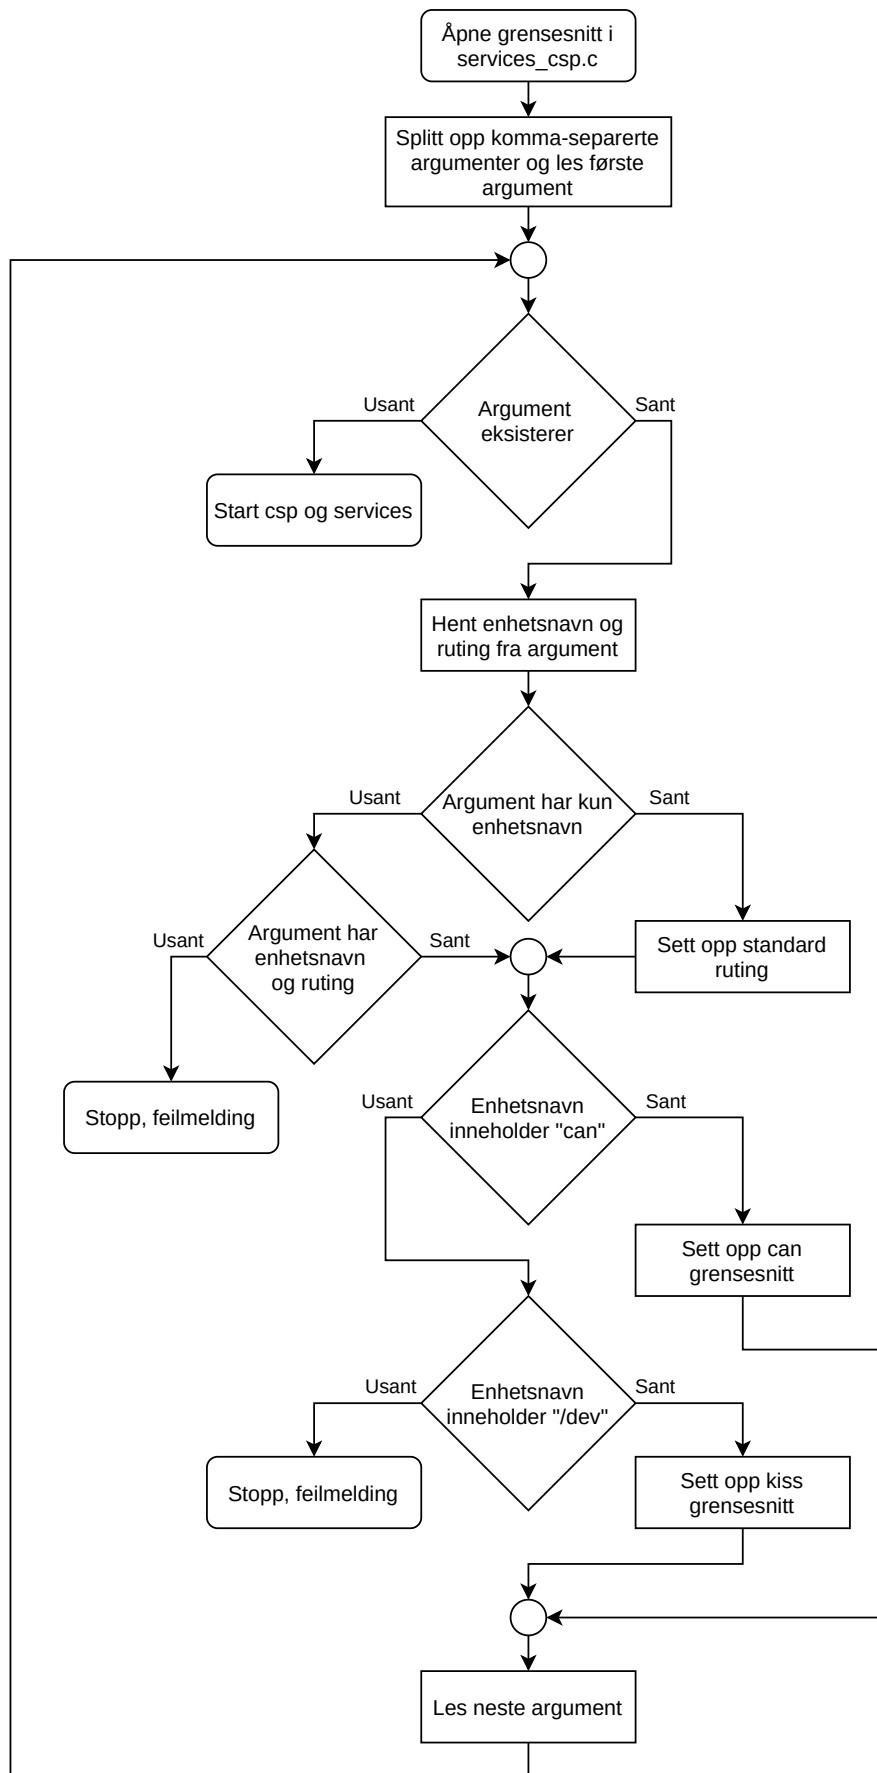 Åpne grensesnitt i
services_csp.c
Splitt opp komma-separerte
argumenter og les første
argument
Usant
Argument
eksisterer
Sant
Start csp og services
Hent enhetsnavn og
ruting fra argument
Usant
Argument har kun
enhetsnavn
Sant
Usant
Argument har
enhetsnavn
og ruting
Sant
Sett opp standard
ruting
Stopp, feilmelding
Usant
Enhetsnavn
inneholder "can"
Sant
Sett opp can
grensesnitt
Usant
Enhetsnavn
inneholder "/dev"
Sant
Stopp, feilmelding
Sett opp kiss
grensesnitt
Les neste argument